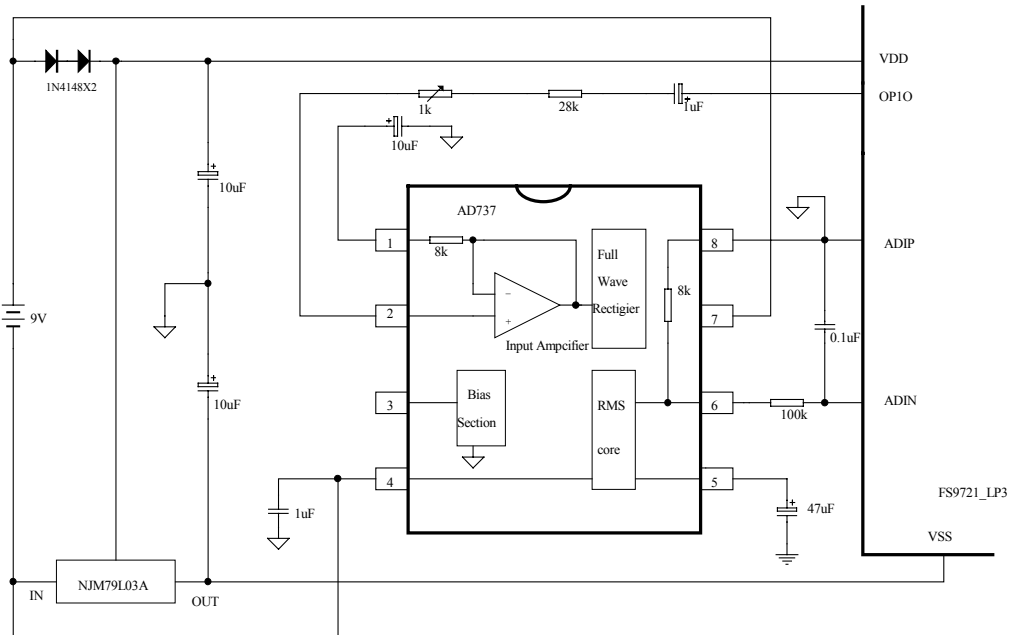 VDD
1N4148X2
OP1O
1k
28k
1uF
+
10uF
+
10uF
AD737
1
8k
8
ADIP
Full
Wave
Rectigier
8k
−
+
2
7
9V
Input Ampcifier
0.1uF
+
10uF
3
Bias
Section
RMS
core
6
100k
ADIN
4
5
1uF
+
47uF
FS9721_LP3
VSS
IN
NJM79L03A
OUT